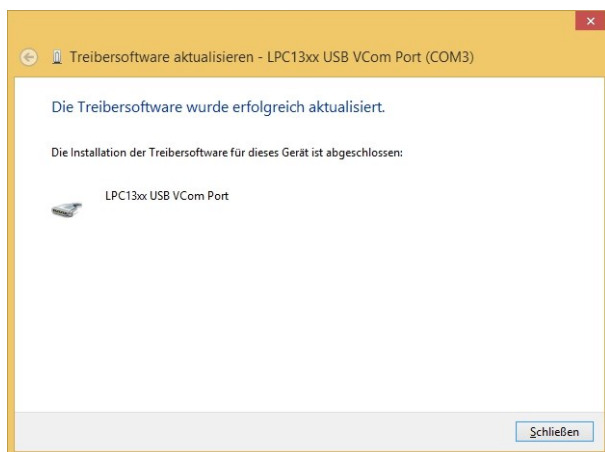 Treibersoftware aktualisieren - LPC13xx USB VCom Port (COM3)
Die Treibersoftware wurde erfolgreich aktualisiert.
Die Installation der Treibersoftware für dieses Gerät ist abgeschlossen:
LPC13xx USB VCom Port
Schließen